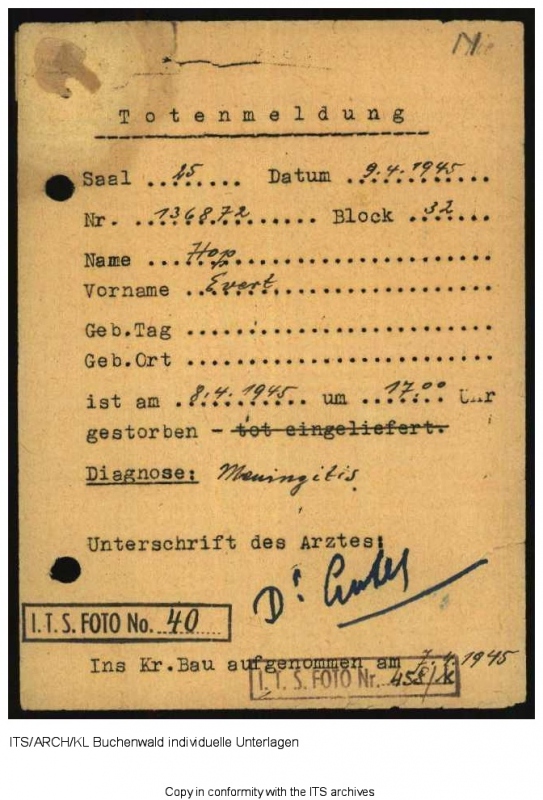 Totenmeldung
Saal ..25....... Datum ..9.4.1945...
Nr. ..136872............ Block ..32....
Name ...Hop........................
Vorname ..Evert......................
Geb.Tag .............................
Geb.Ort .............................
ist am .8.4.1945.. um ..17.00.. Uhr
gestorben - tot eingeliefert.
Diagnose: Meningitis
Unterschrift des Arztes:
Dr.
I.T.S. FOTO No. 40
Ins Kr.Bau aufgenommen am 7.4.1945
I.T.S. FOTO Nr.
ITS/ARCH/KL Buchenwald individuelle Unterlagen
Copy in conformity with the ITS archives